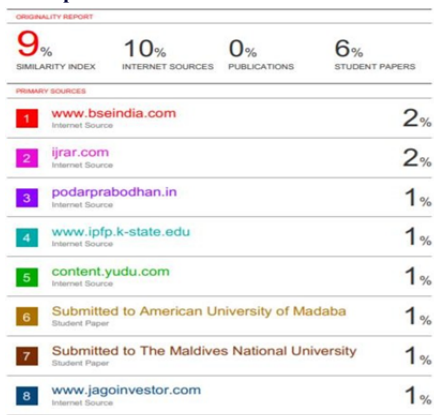 ORIGINALITY REPORT
9% 10% 0% 6%
SIMILARITY INDEX INTERNET SOURCES PUBLICATIONS STUDENT PAPERS
PRIMARY SOURCES
1 www.bseindia.com 2%
Internet Source
2 ijrar.com 2%
Internet Source
3 podarprabodhan.in 1%
Internet Source
4 www.ipfp.k-state.edu 1%
Internet Source
5 content.yudu.com 1%
Internet Source
6 Submitted to American University of Madaba 1%
Student Paper
7 Submitted to The Maldives National University 1%
Student Paper
8 www.jagoinvestor.com 1%
Internet Source